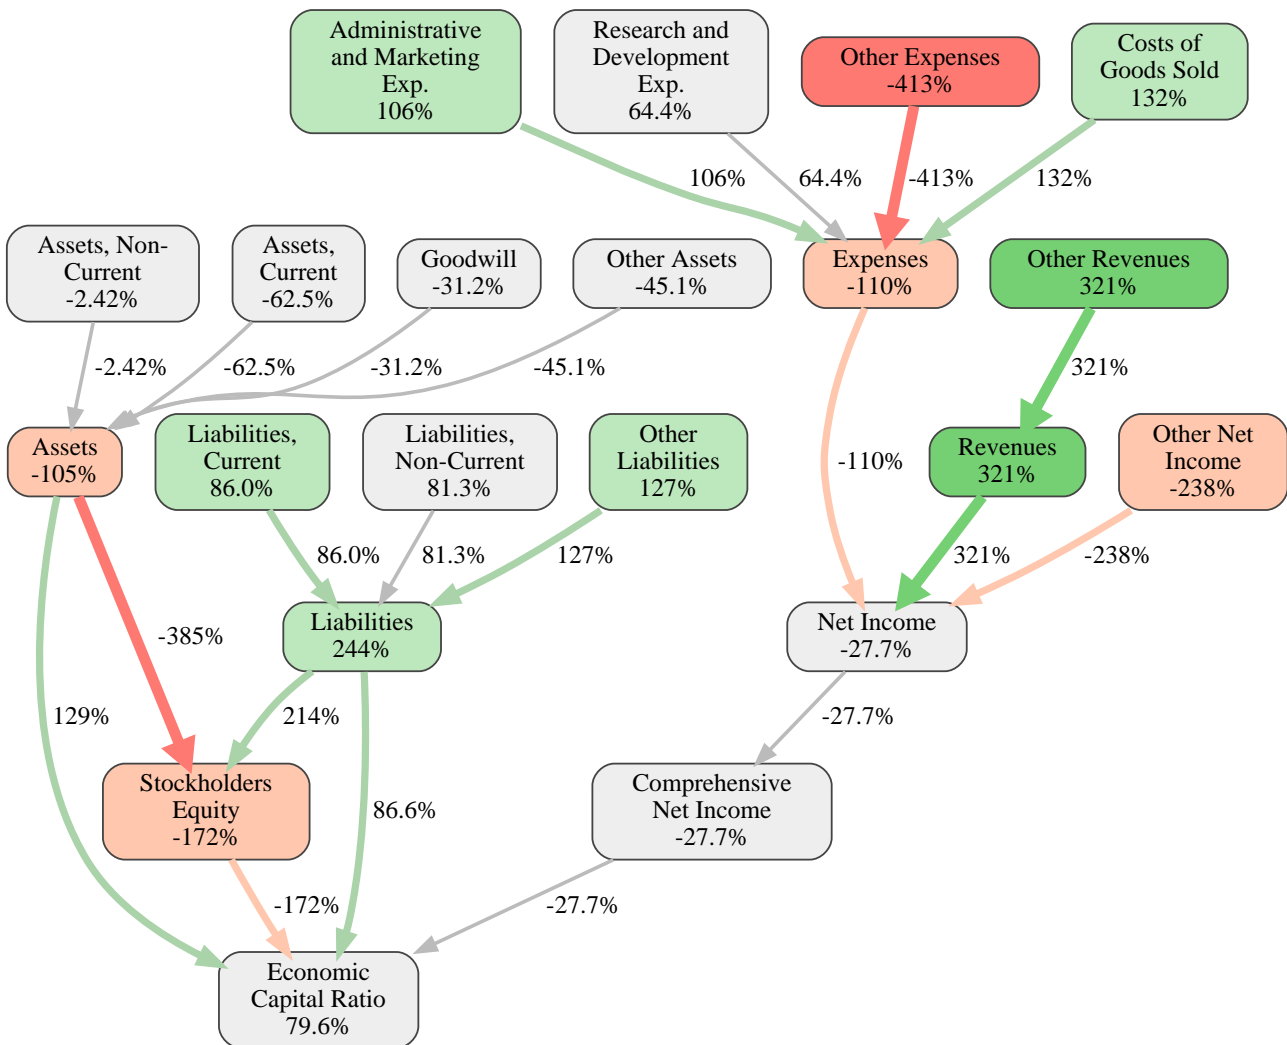 Administrative
and Marketing
Exp.
106%
Research and
Development
Exp.
64.4%
Other Expenses
-413%
Costs of
Goods Sold
132%
106%
64.4%
-413%
132%
Assets, Non-
Current
-2.42%
Assets,
Current
-62.5%
Goodwill
-31.2%
Other Assets
-45.1%
Expenses
-110%
Other Revenues
321%
-2.42%
-62.5%
-31.2%
-45.1%
321%
Assets
-105%
Liabilities,
Current
86.0%
Liabilities,
Non-Current
81.3%
Other
Liabilities
127%
-110%
Revenues
321%
Other Net
Income
-238%
86.0%
81.3%
127%
321%
-238%
-385%
Liabilities
244%
Net Income
-27.7%
129%
214%
-27.7%
Stockholders
Equity
-172%
86.6%
Comprehensive
Net Income
-27.7%
-172%
-27.7%
Economic
Capital Ratio
79.6%